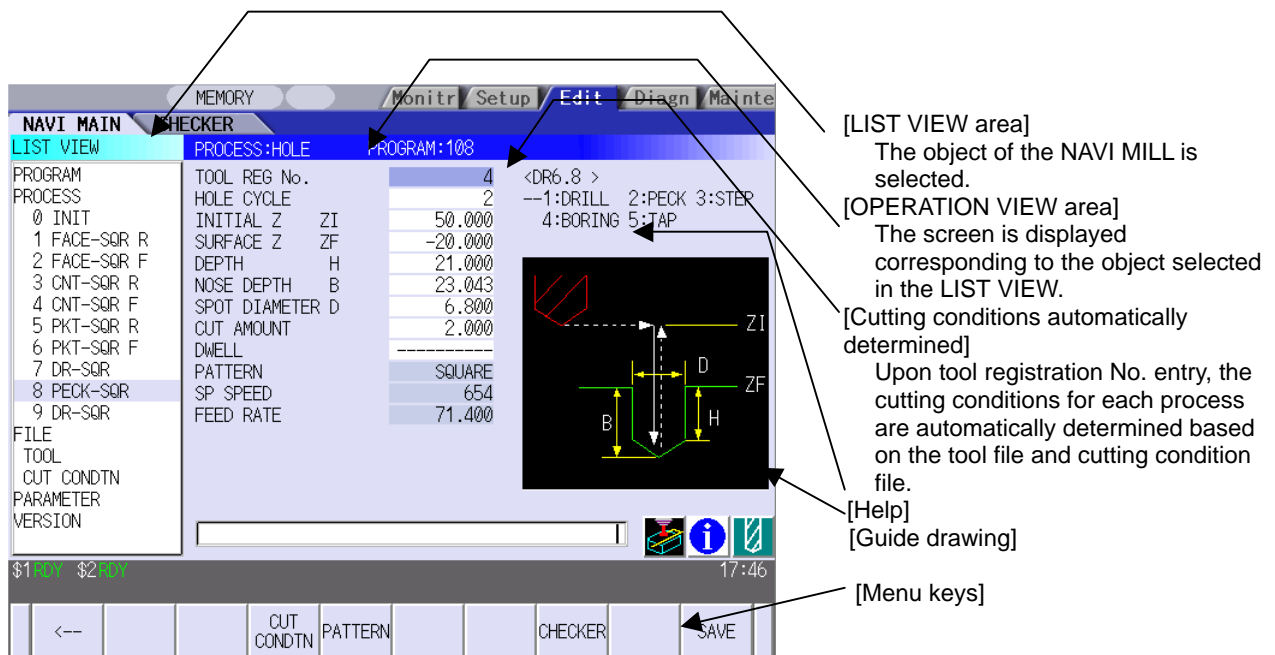 MEMORY Monitr Setup Edit Diagn Mainte
NAVI MAIN HECKER
LIST VIEW PROCESS:HOLE PROGRAM:108
PROGRAM
PROCESS
0 INIT
1 FACE-SQR R
2 FACE-SQR F
3 CNT-SQR R
4 CNT-SQR F
5 PKT-SQR R
6 PKT-SQR F
7 DR-SQR
8 PECK-SQR
9 DR-SQR
FILE
TOOL
CUT CONDTN
PARAMETER
VERSION
TOOL REG No. 4
HOLE CYCLE 2
INITIAL Z ZI 50.000
SURFACE Z ZF -20.000
DEPTH H 21.000
NOSE DEPTH B 23.043
SPOT DIAMETER D 6.800
CUT AMOUNT 2.000
DWELL ----------
PATTERN SQUARE
SP SPEED 654
FEED RATE 71.400
<DR6.8 >
--1:DRILL 2:PECK 3:STEP
4:BORING 5:TAP
ZI
D
ZF
B H
$1 RDY $2 RDY 17:46
<-- CUT CONDTN PATTERN CHECKER SAVE
[LIST VIEW area]
The object of the NAVI MILL is
selected.
[OPERATION VIEW area]
The screen is displayed
corresponding to the object selected
in the LIST VIEW.
[Cutting conditions automatically
determined]
Upon tool registration No. entry, the
cutting conditions for each process
are automatically determined based
on the tool file and cutting condition
file.
[Help]
[Guide drawing]
[Menu keys]